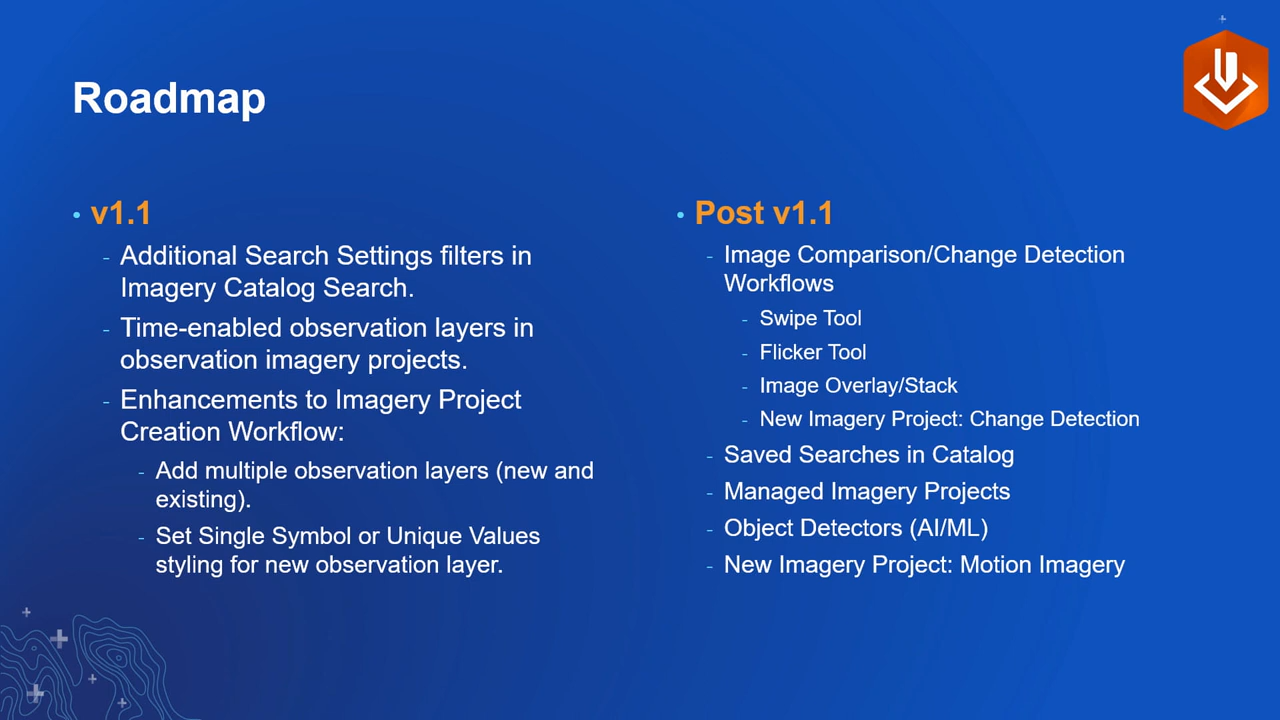 Roadmap
• v1.1
- Additional Search Settings filters in
Imagery Catalog Search.
- Time-enabled observation layers in
observation imagery projects.
- Enhancements to Imagery Project
Creation Workflow:
- Add multiple observation layers (new and
existing).
- Set Single Symbol or Unique Values
styling for new observation layer.
• Post v1.1
- Image Comparison/Change Detection
Workflows
- Swipe Tool
- Flicker Tool
- Image Overlay/Stack
- New Imagery Project: Change Detection
- Saved Searches in Catalog
- Managed Imagery Projects
- Object Detectors (AI/ML)
- New Imagery Project: Motion Imagery